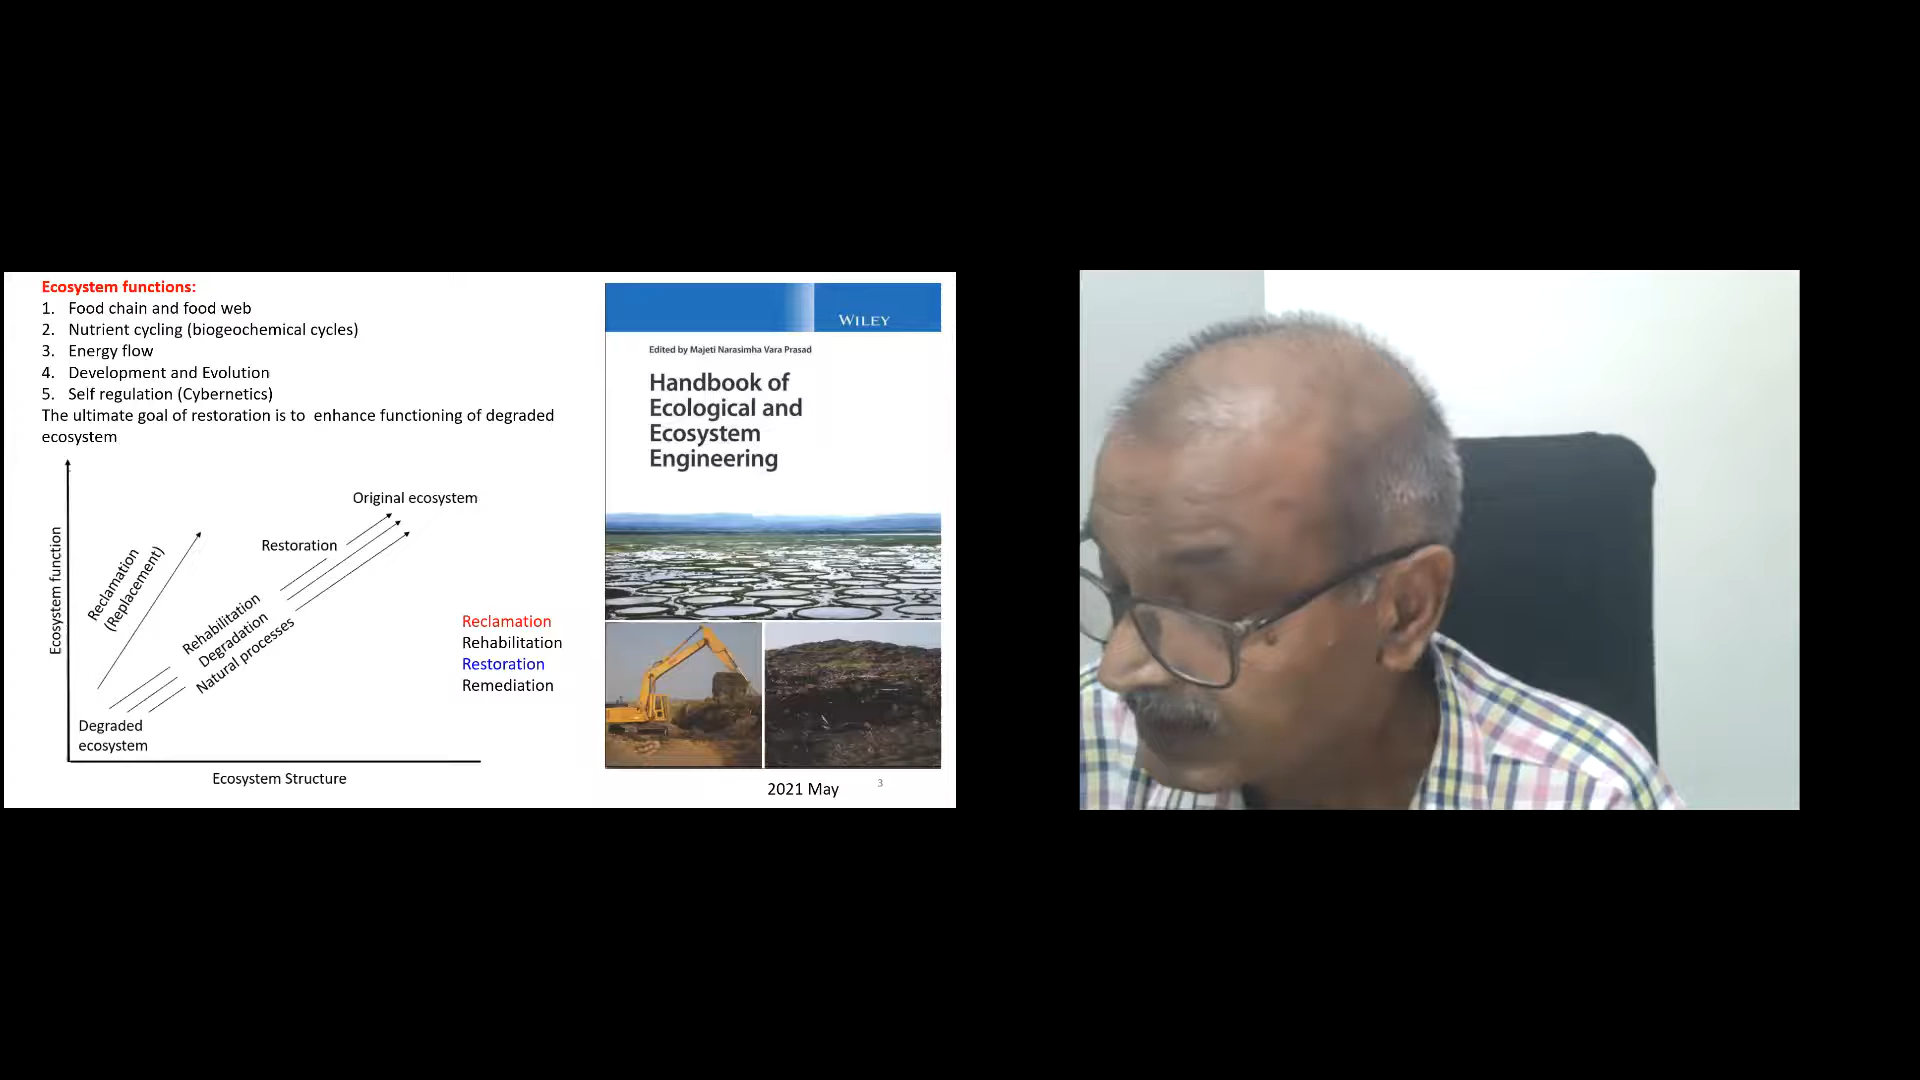 Ecosystem functions:
1. Food chain and food web
2. Nutrient cycling (biogeochemical cycles)
3. Energy flow
4. Development and Evolution
5. Self regulation (Cybernetics)
The ultimate goal of restoration is to enhance functioning of degraded
ecosystem
Ecosystem function
Reclamation
(Replacement)
Original ecosystem
Restoration
Rehabilitation
Degradation
Natural processes
Degraded
ecosystem
Ecosystem Structure
Reclamation
Rehabilitation
Restoration
Remediation
WILEY
Edited by Majeti Narasimha Vara Prasad
Handbook of
Ecological and
Ecosystem
Engineering
2021 May
3